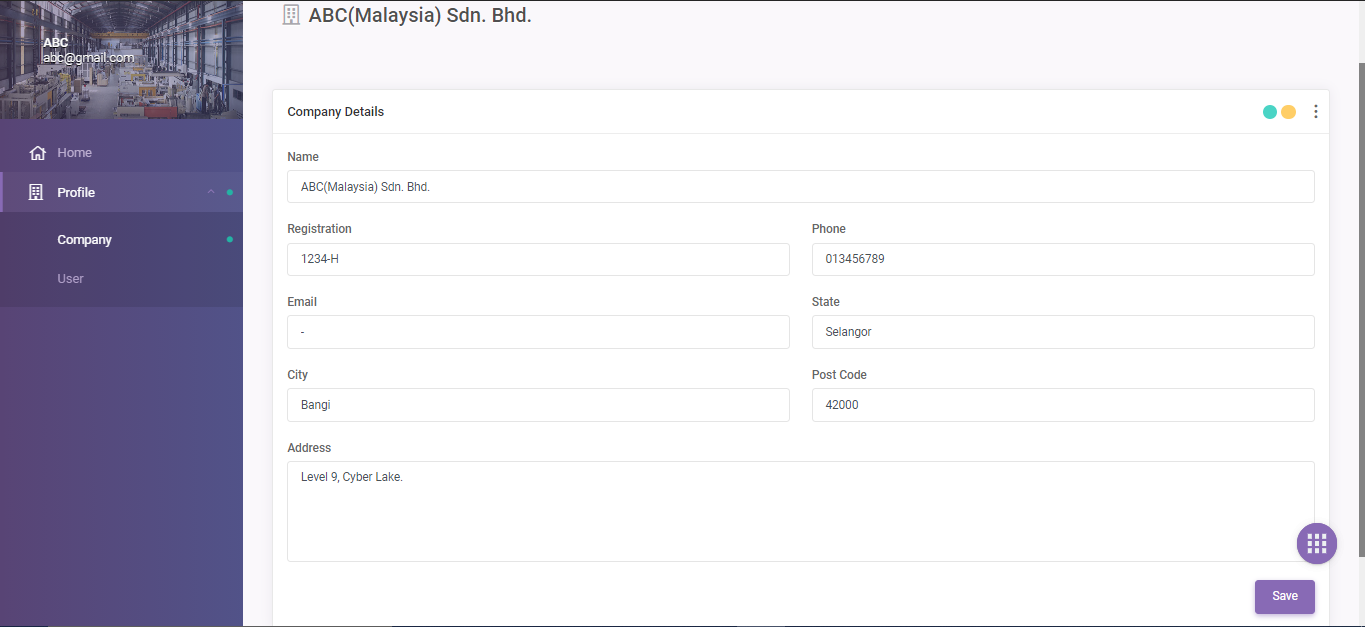 ABC
abc@gmail.com
Home
Profile
Company
User
ABC(Malaysia) Sdn. Bhd.
Company Details
Name
ABC(Malaysia) Sdn. Bhd.
Registration
Phone
1234-H
013456789
Email
State
-
Selangor
City
Post Code
Bangi
42000
Address
Level 9, Cyber Lake.
Save